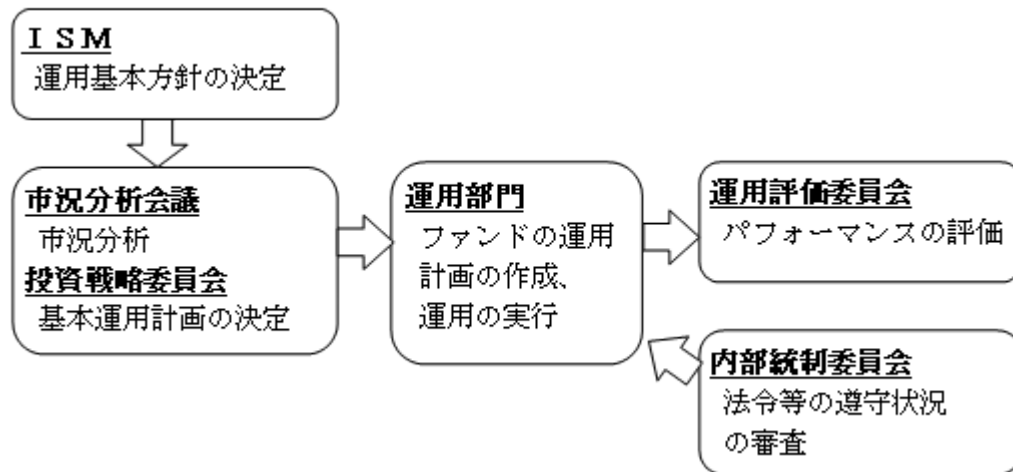 ＩＳＭ
運用基本方針の決定
市況分析会議
市況分析
投資戦略委員会
基本運用計画の決定
運用部門
ファンドの運用
計画の作成、
運用の実行
運用評価委員会
パフォーマンスの評価
内部統制委員会
法令等の遵守状況
の審査